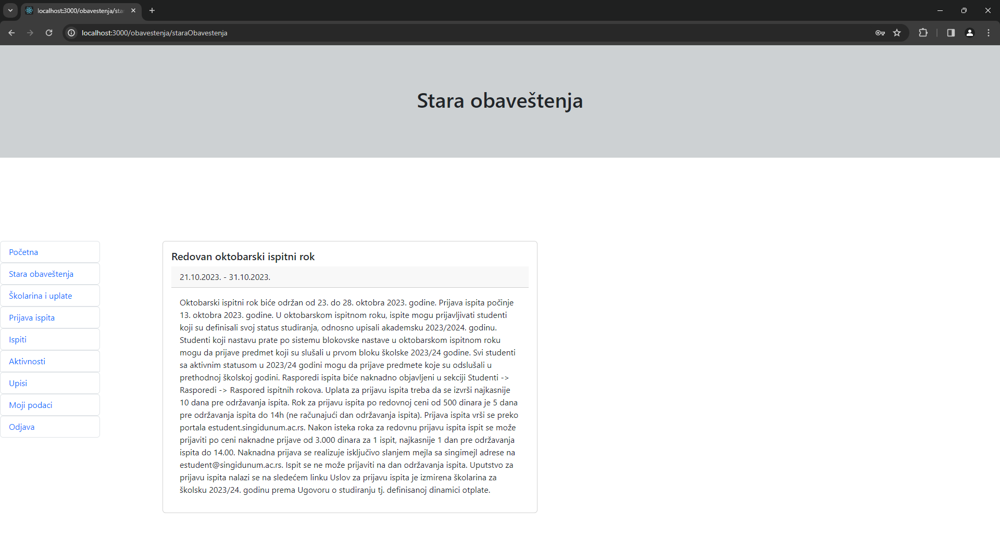 localhost:3000/obavestenja/sta
localhost:3000/obavestenja/staraObavestenja
Stara obaveštenja
Početna
Stara obaveštenja
Školarina i uplate
Prijava ispita
Ispiti
Aktivnosti
Upisi
Moji podaci
Odjava
Redovan oktobarski ispitni rok
21.10.2023. - 31.10.2023.
Oktobarski ispitni rok biće održan od 23. do 28. oktobra 2023. godine. Prijava ispita počinje
13. oktobra 2023. godine. U oktobarskom ispitnom roku, ispite mogu prijavljivati studenti
koji su definisali svoj status studiranja, odnosno upisali akademsku 2023/2024. godinu.
Studenti koji nastavu prate po sistemu blokovske nastave u oktobarskom ispitnom roku
mogu da prijave predmet koji su slušali u prvom bloku školske 2023/24 godine. Svi studenti
sa aktivnim statusom u 2023/24 godini mogu da prijave predmete koje su odslušali u
prethodnoj školskoj godini. Rasporedi ispita biće naknadno objavljeni u sekciji Studenti ->
Rasporedi -> Raspored ispitnih rokova. Uplata za prijavu ispita treba da se izvrši najkasnije
10 dana pre održavanja ispita. Rok za prijavu ispita po redovnoj ceni od 500 dinara je 5 dana
pre održavanja ispita do 14h (ne računajući dan održavanja ispita). Prijava ispita vrši se preko
portala estudent.singidunum.ac.rs. Nakon isteka roka za redovnu prijavu ispita ispit se može
prijaviti po ceni naknadne prijave od 3.000 dinara za 1 ispit, najkasnije 1 dan pre održavanja
ispita do 14.00. Naknadna prijava se realizuje isključivo slanjem mejla sa singimejl adrese na
estudent@singidunum.ac.rs. Ispit se ne može prijaviti na dan održavanja ispita. Uputstvo za
prijavu ispita nalazi se na sledećem linku Uslov za prijavu ispita je izmirena školarina za
školsku 2023/24. godinu prema Ugovoru o studiranju tj. definisanoj dinamici otplate.